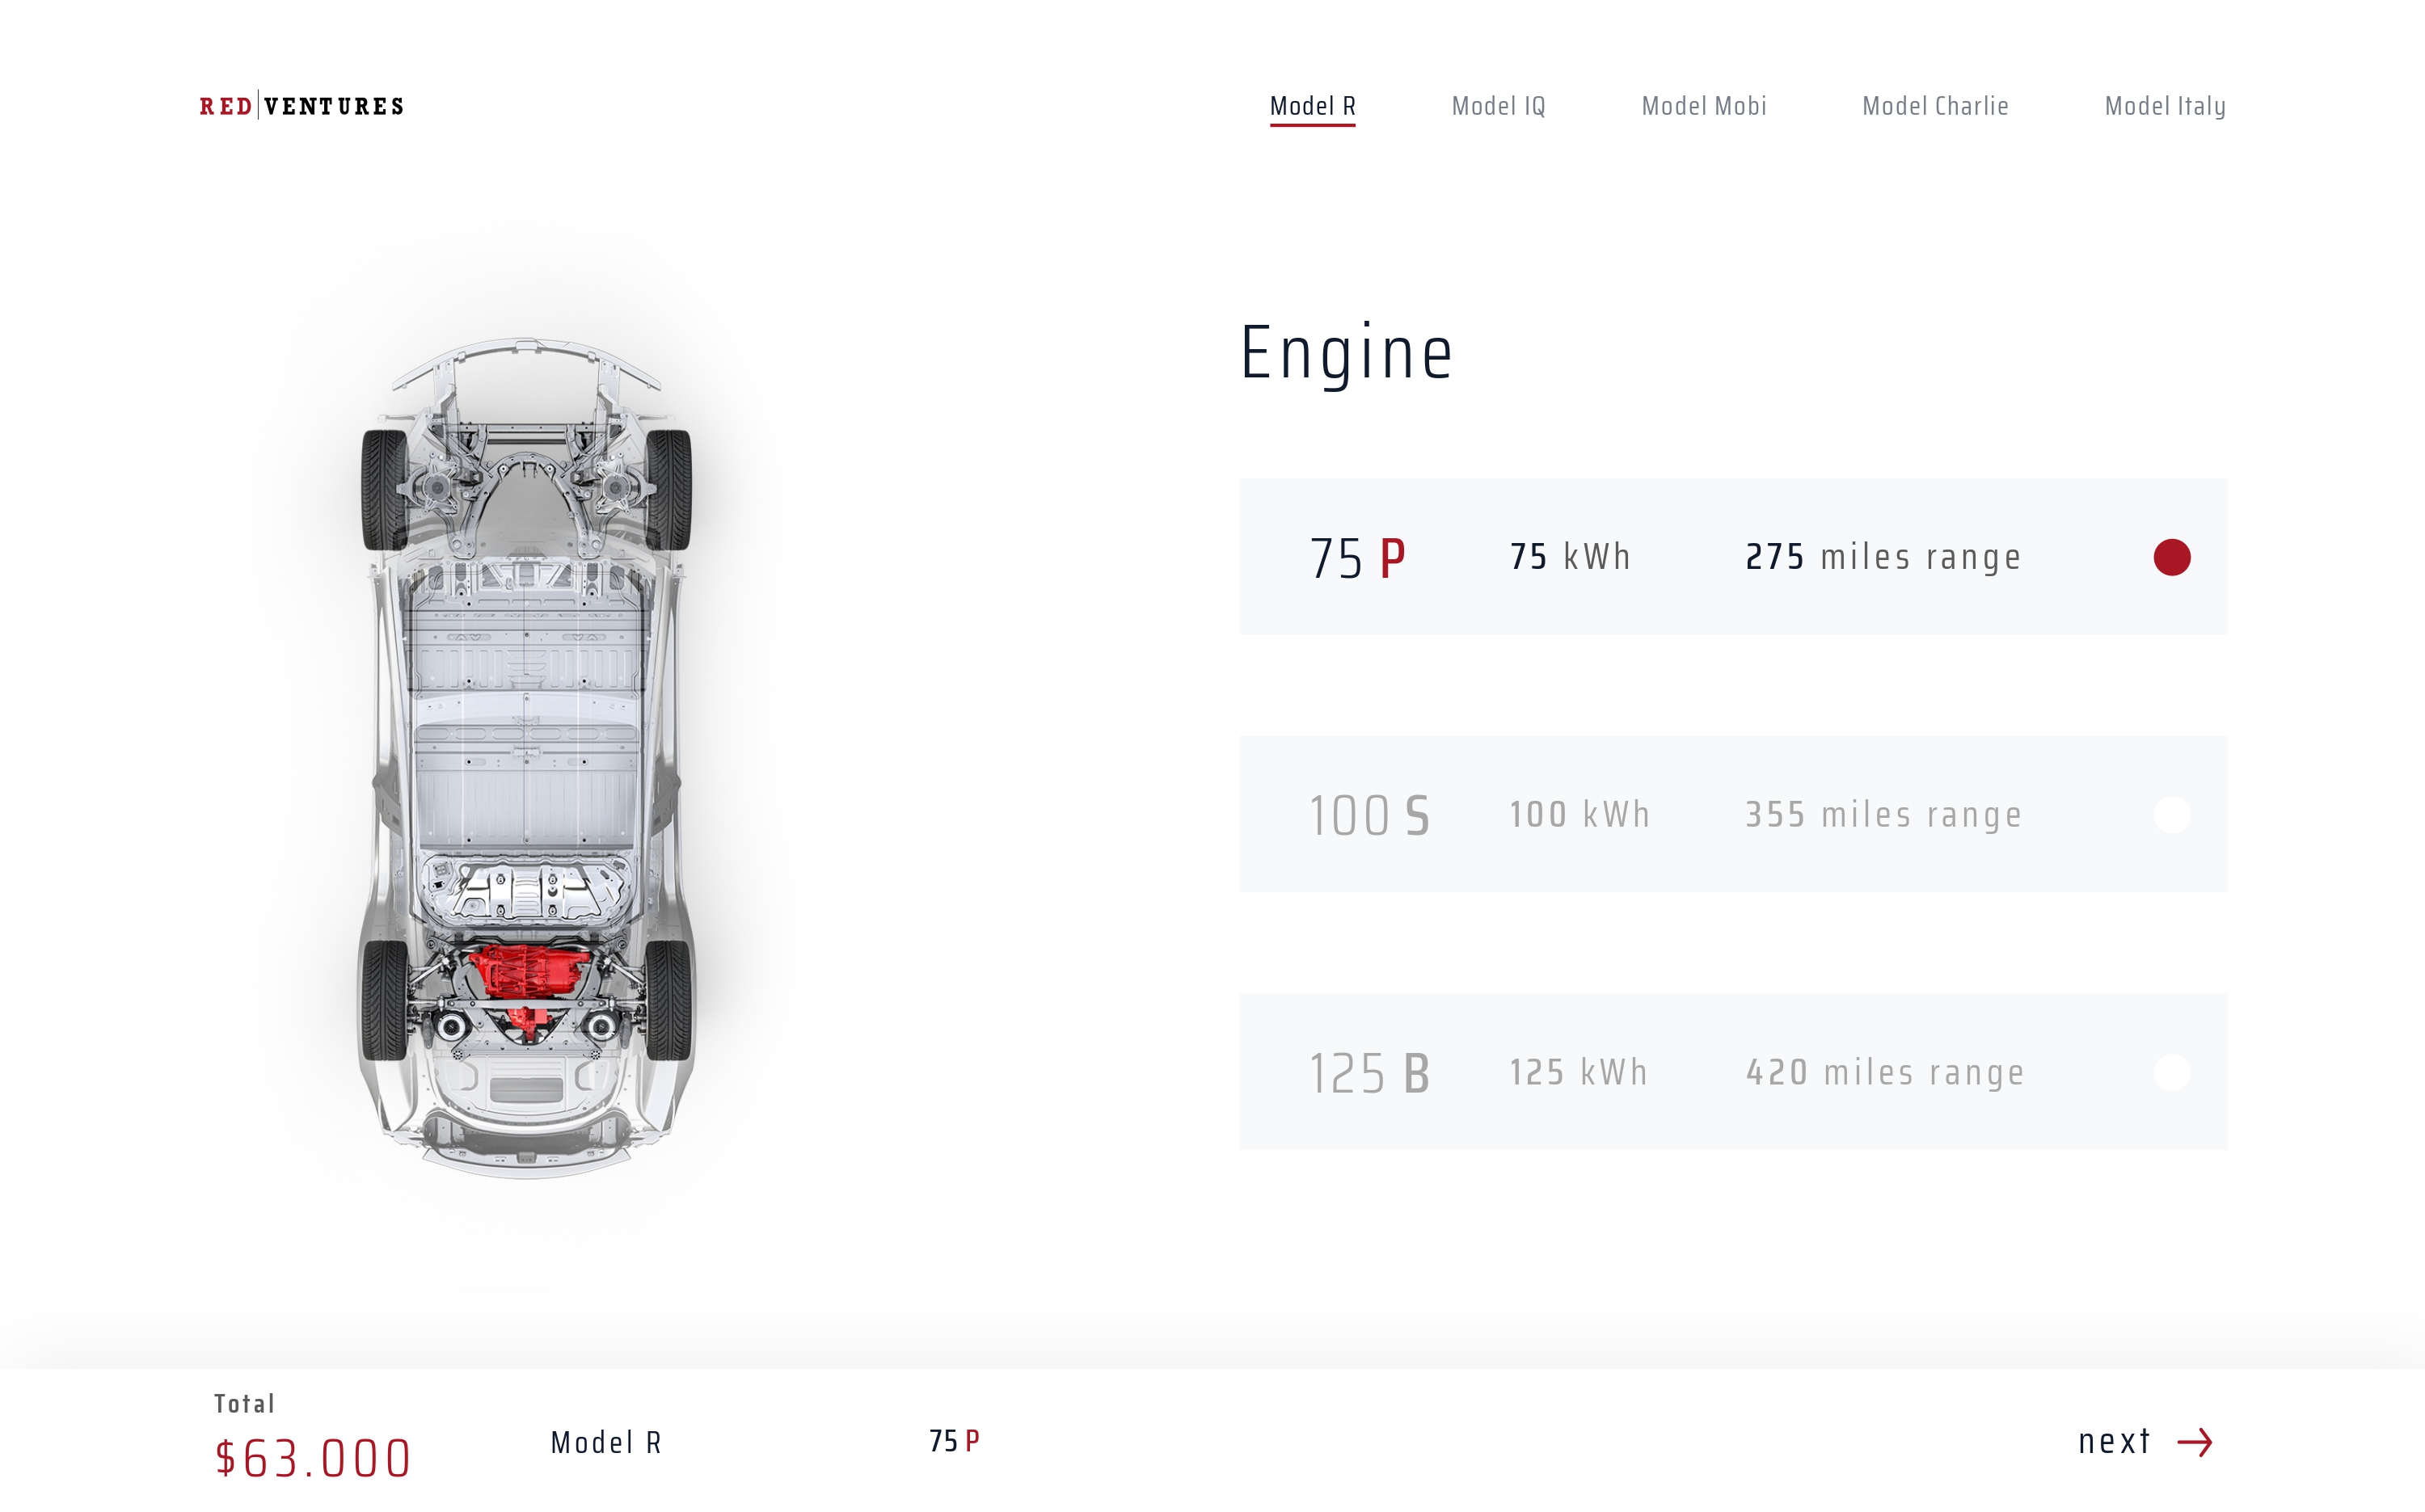 RED VENTURES
Model R Model IQ Model Mobi Model Charlie Model Italy
Engine
75 P 75 kWh 275 miles range
100 S 100 kWh 355 miles range
125 B 125 kWh 420 miles range
Total
$63.000 Model R 75 P next